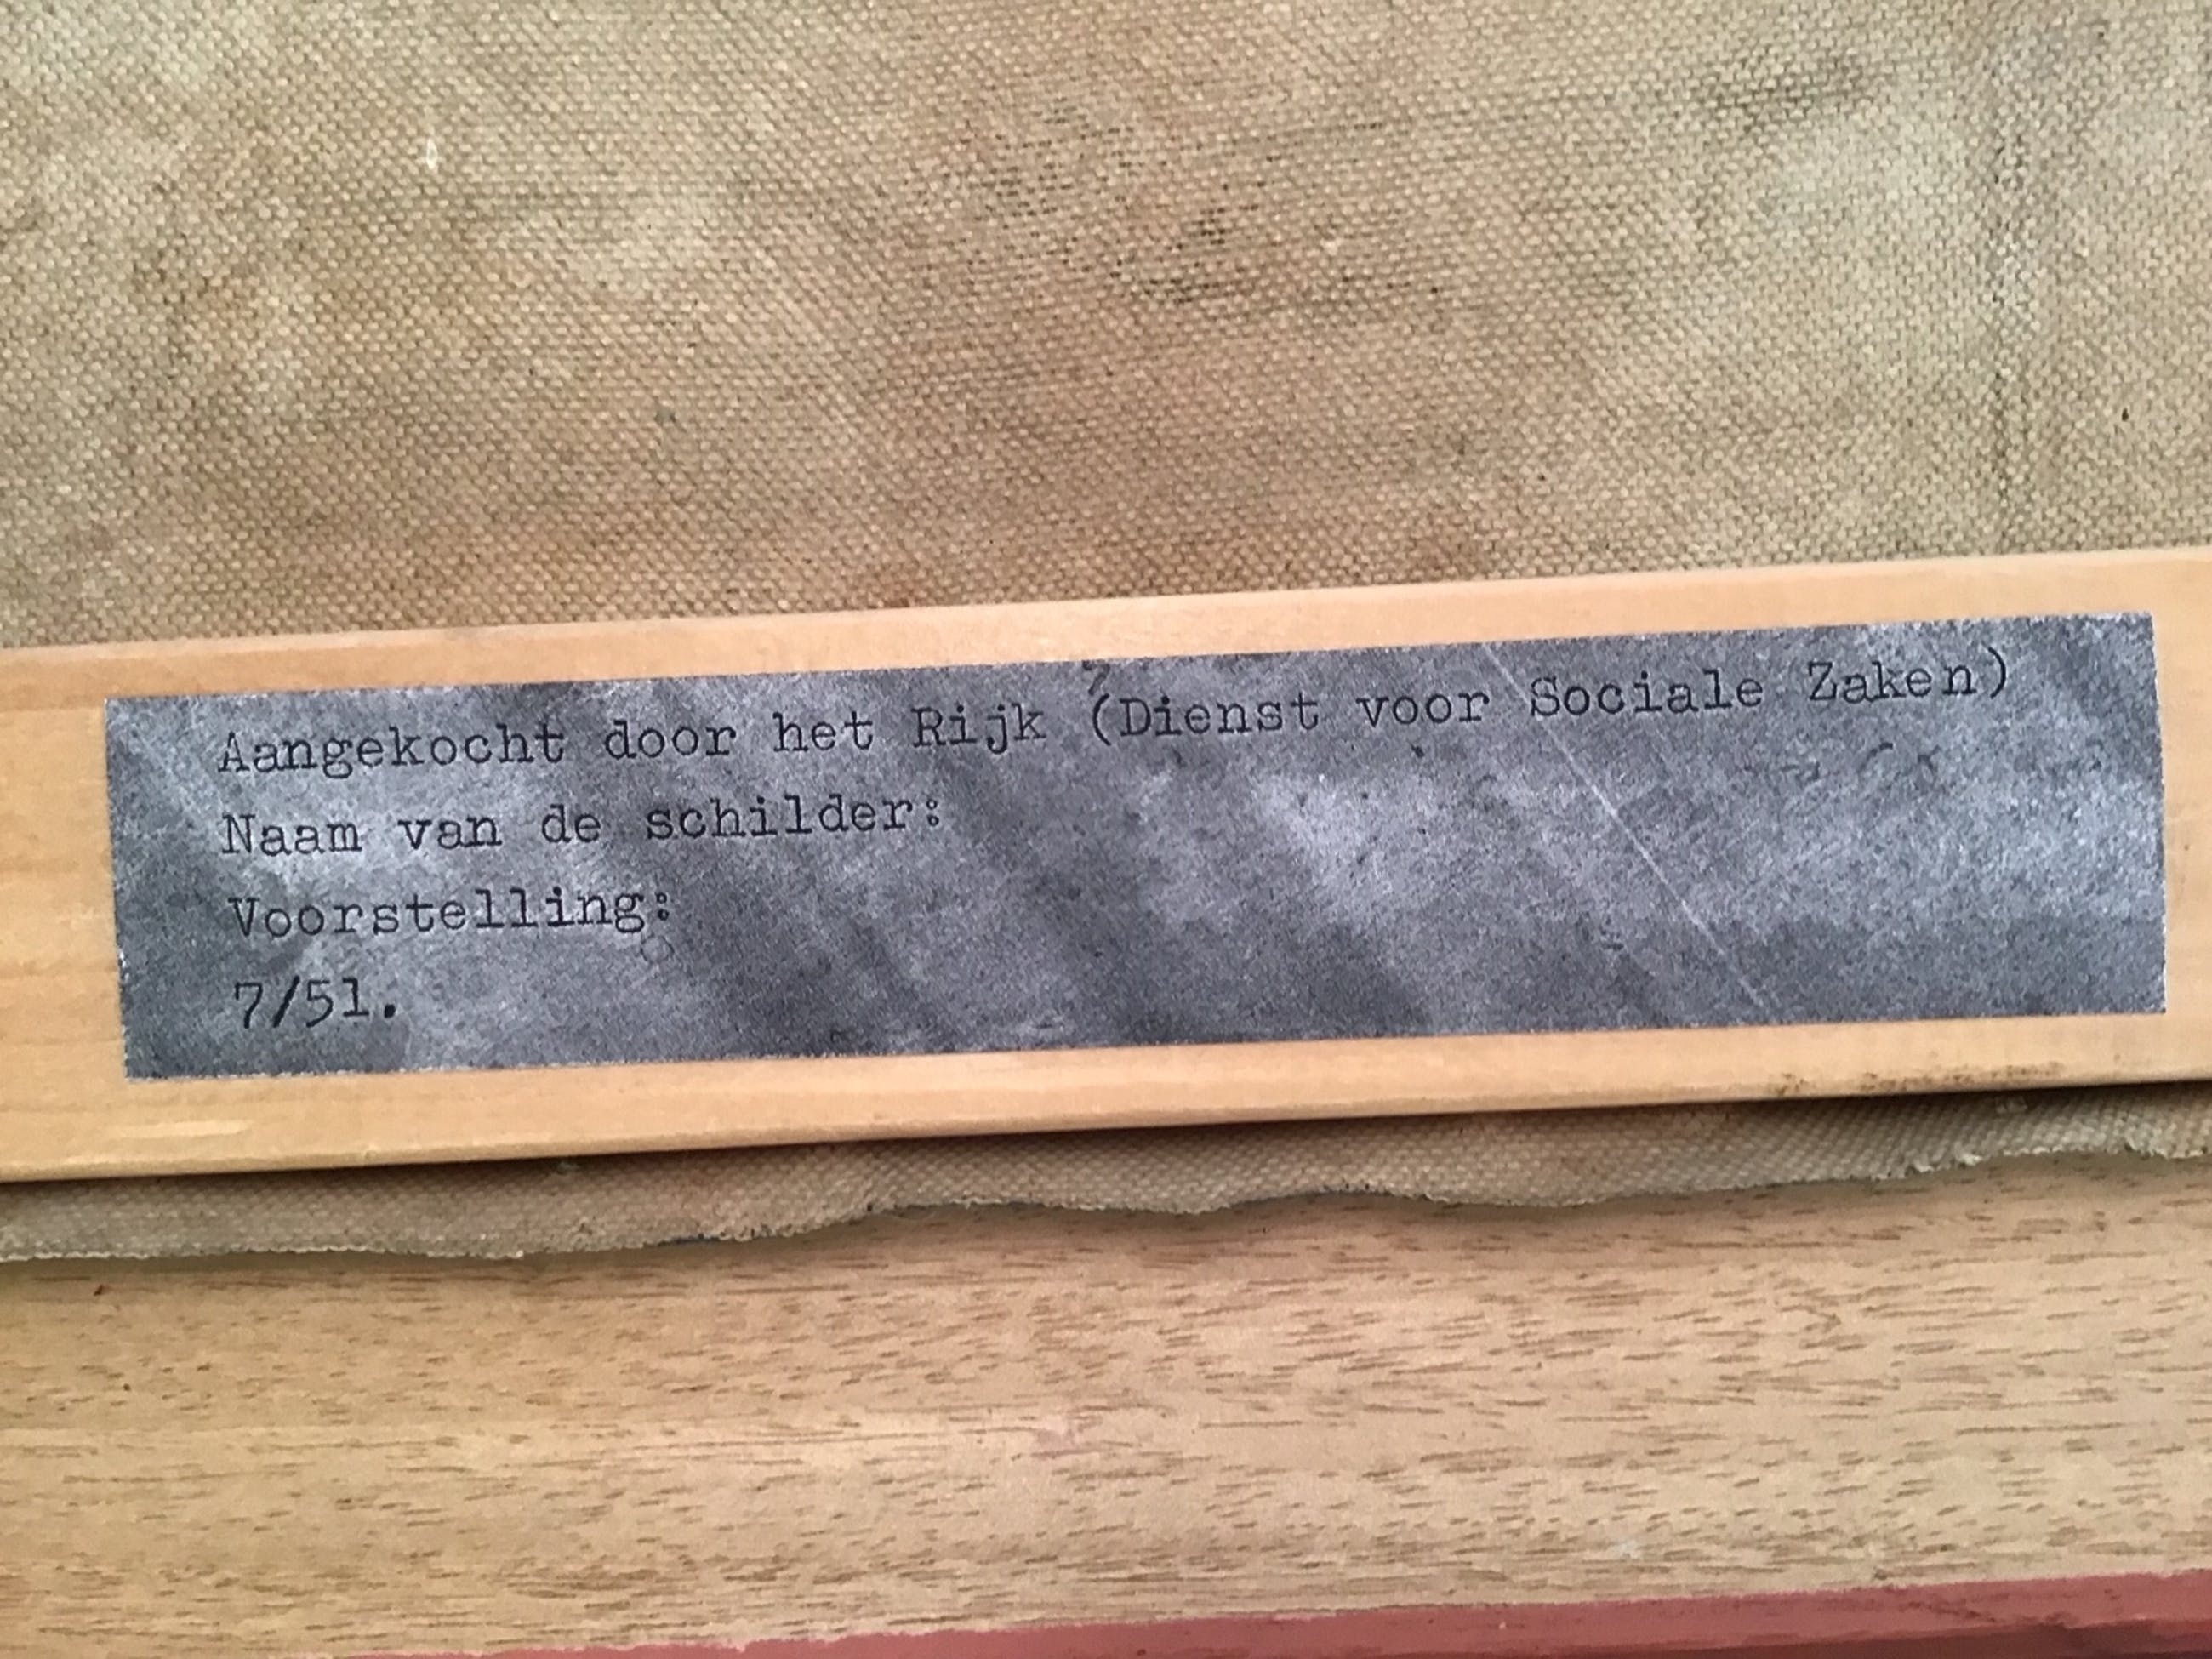 Aangekocht door het Rijk (Dienst voor Sociale Zaken)
Naam van de schilder:
Voorstelling:
7/51.